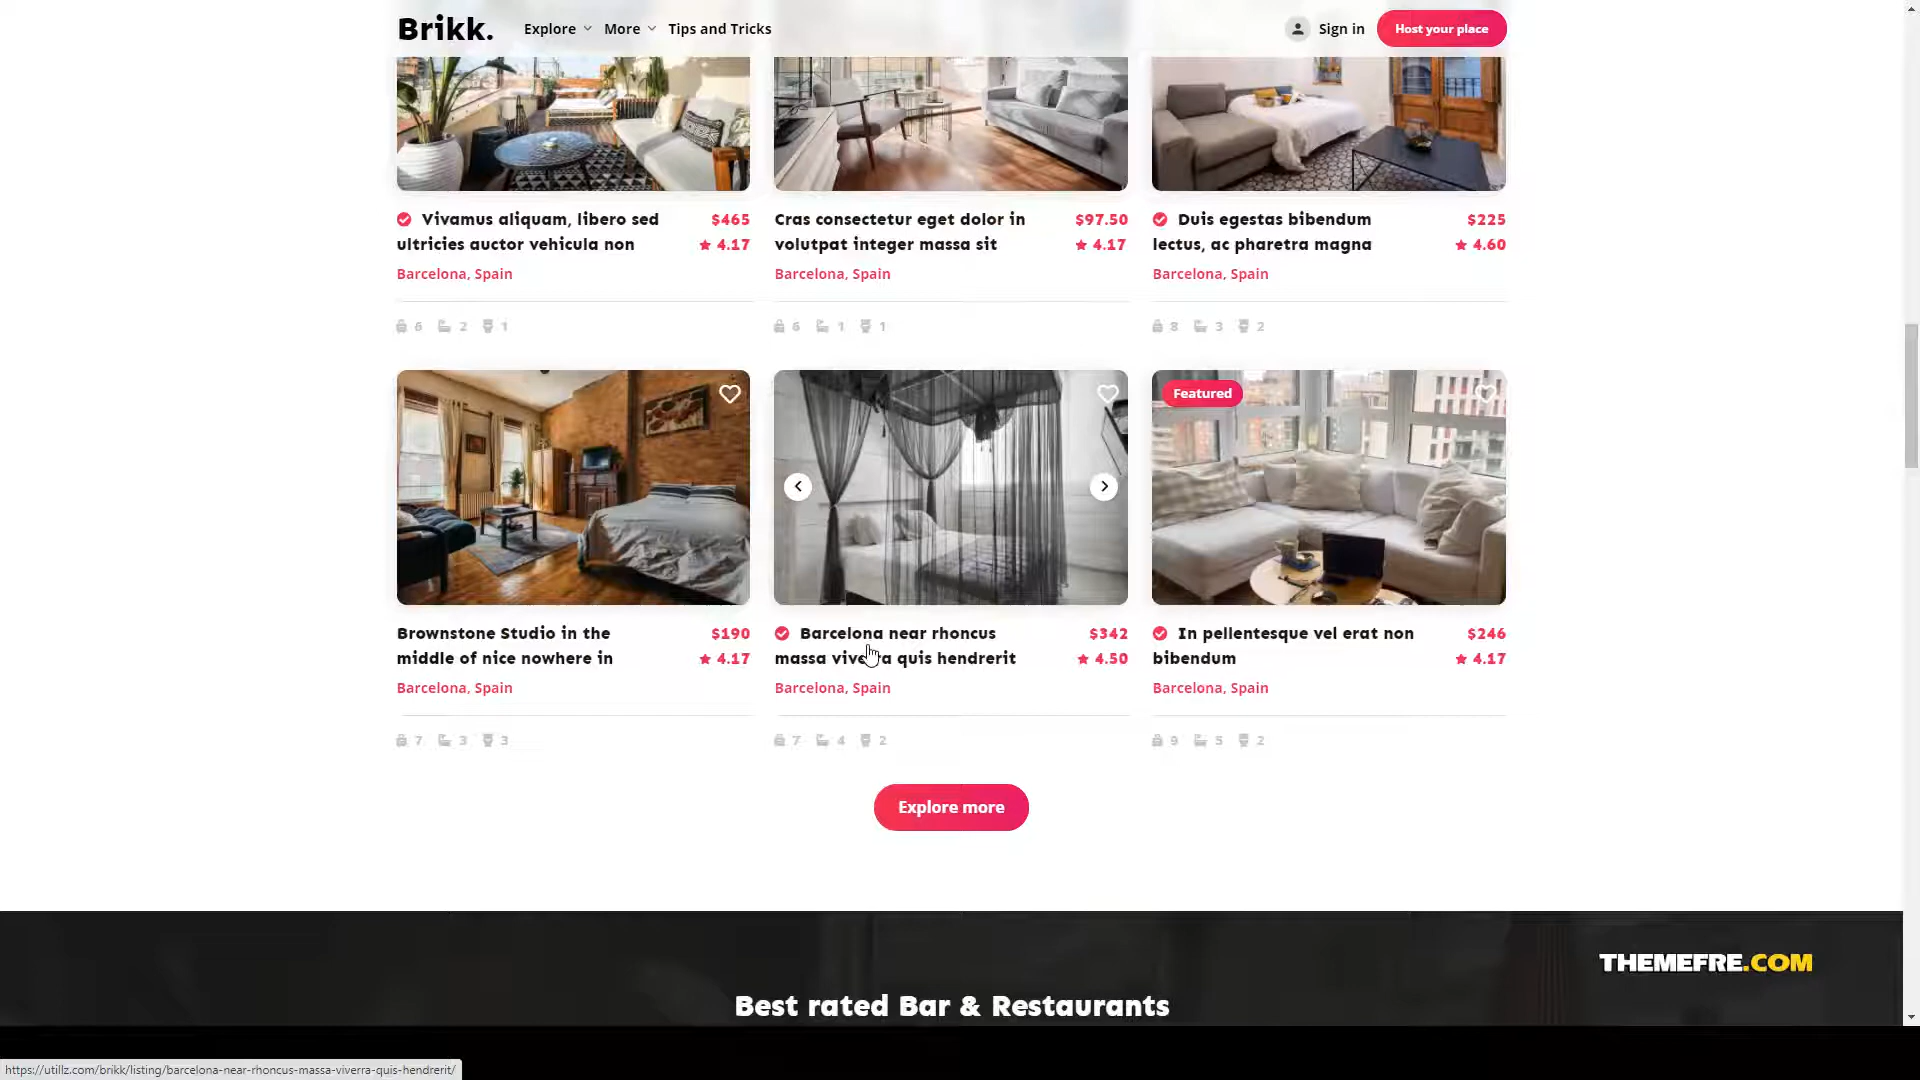 Brikk. Explore More Tips and Tricks Sign in Host your place
Vivamus aliquam, libero sed $465
ultricies auctor vehicula non 4.17
Barcelona, Spain
6 2 1
Cras consectetur eget dolor in $97.50
volutpat integer massa sit 4.17
Barcelona, Spain
6 1 1
Duis egestas bibendum $225
lectus, ac pharetra magna 4.60
Barcelona, Spain
8 3 2
Brownstone Studio in the $190
middle of nice nowhere in 4.17
Barcelona, Spain
7 3 3
Barcelona near rhoncus $342
massa viverra quis hendrerit 4.50
Barcelona, Spain
7 4 2
Featured
In pellentesque vel erat non $246
bibendum 4.17
Barcelona, Spain
9 5 2
Explore more
THEMEFRE.COM
Best rated Bar & Restaurants
https://utillz.com/brikk/listing/barcelona-near-rhoncus-massa-viverra-quis-hendrerit/